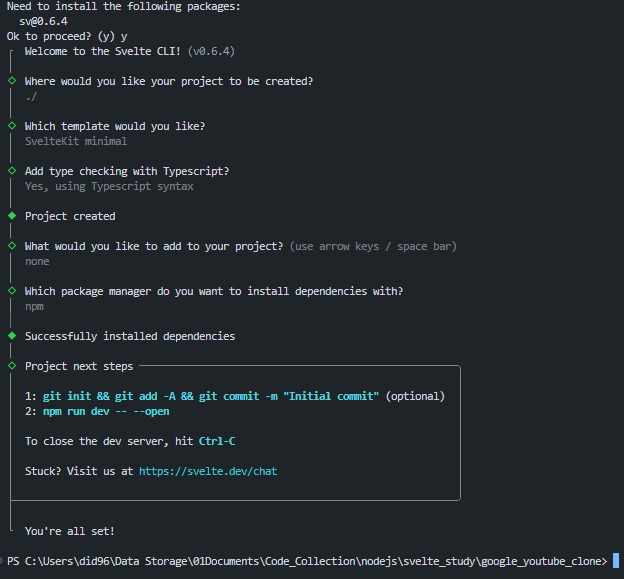 Need to install the following packages:
sv@0.6.4
Ok to proceed? (y) y
Welcome to the Svelte CLI! (v0.6.4)
Where would you like your project to be created?
./
Which template would you like?
SvelteKit minimal
Add type checking with Typescript?
Yes, using Typescript syntax
Project created
What would you like to add to your project? (use arrow keys / space bar)
none
Which package manager do you want to install dependencies with?
npm
Successfully installed dependencies
Project next steps
1: git init && git add -A && git commit -m "Initial commit" (optional)
2: npm run dev -- --open
To close the dev server, hit Ctrl-C
Stuck? Visit us at https://svelte.dev/chat
You're all set!
PS C:\Users\did96\Data Storage\01Documents\Code_Collection\nodejs\svelte_study\google_youtube_clone>